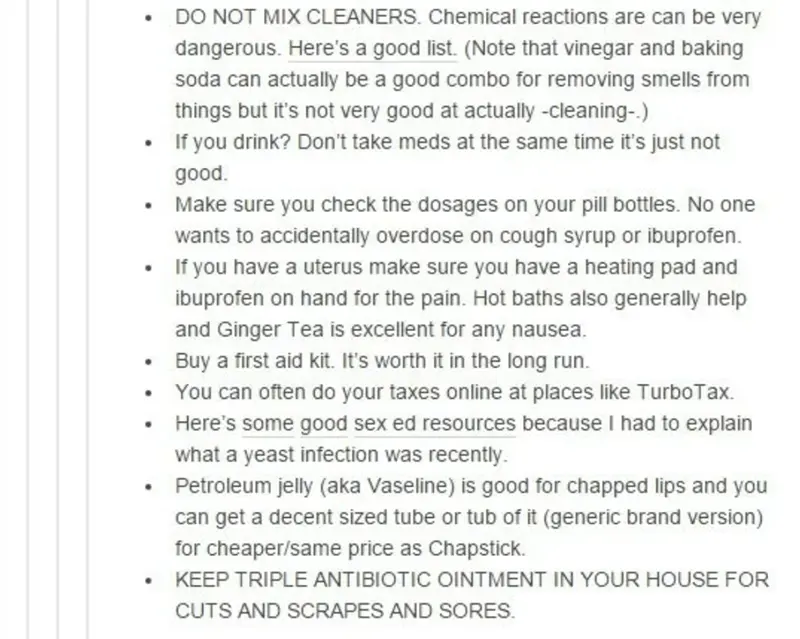 • DO NOT MIX CLEANERS. Chemical reactions are can be very
dangerous. Here's a good list. (Note that vinegar and baking
soda can actually be a good combo for removing smells from
things but it's not very good at actually -cleaning-.)
• If you drink? Don't take meds at the same time it's just not
good.
• Make sure you check the dosages on your pill bottles. No one
wants to accidentally overdose on cough syrup or ibuprofen.
• If you have a uterus make sure you have a heating pad and
ibuprofen on hand for the pain. Hot baths also generally help
and Ginger Tea is excellent for any nausea.
• Buy a first aid kit. It's worth it in the long run.
• You can often do your taxes online at places like TurboTax.
• Here's some good sex ed resources because I had to explain
what a yeast infection was recently.
• Petroleum jelly (aka Vaseline) is good for chapped lips and you
can get a decent sized tube or tub of it (generic brand version)
for cheaper/same price as Chapstick.
• KEEP TRIPLE ANTIBIOTIC OINTMENT IN YOUR HOUSE FOR
CUTS AND SCRAPES AND SORES.